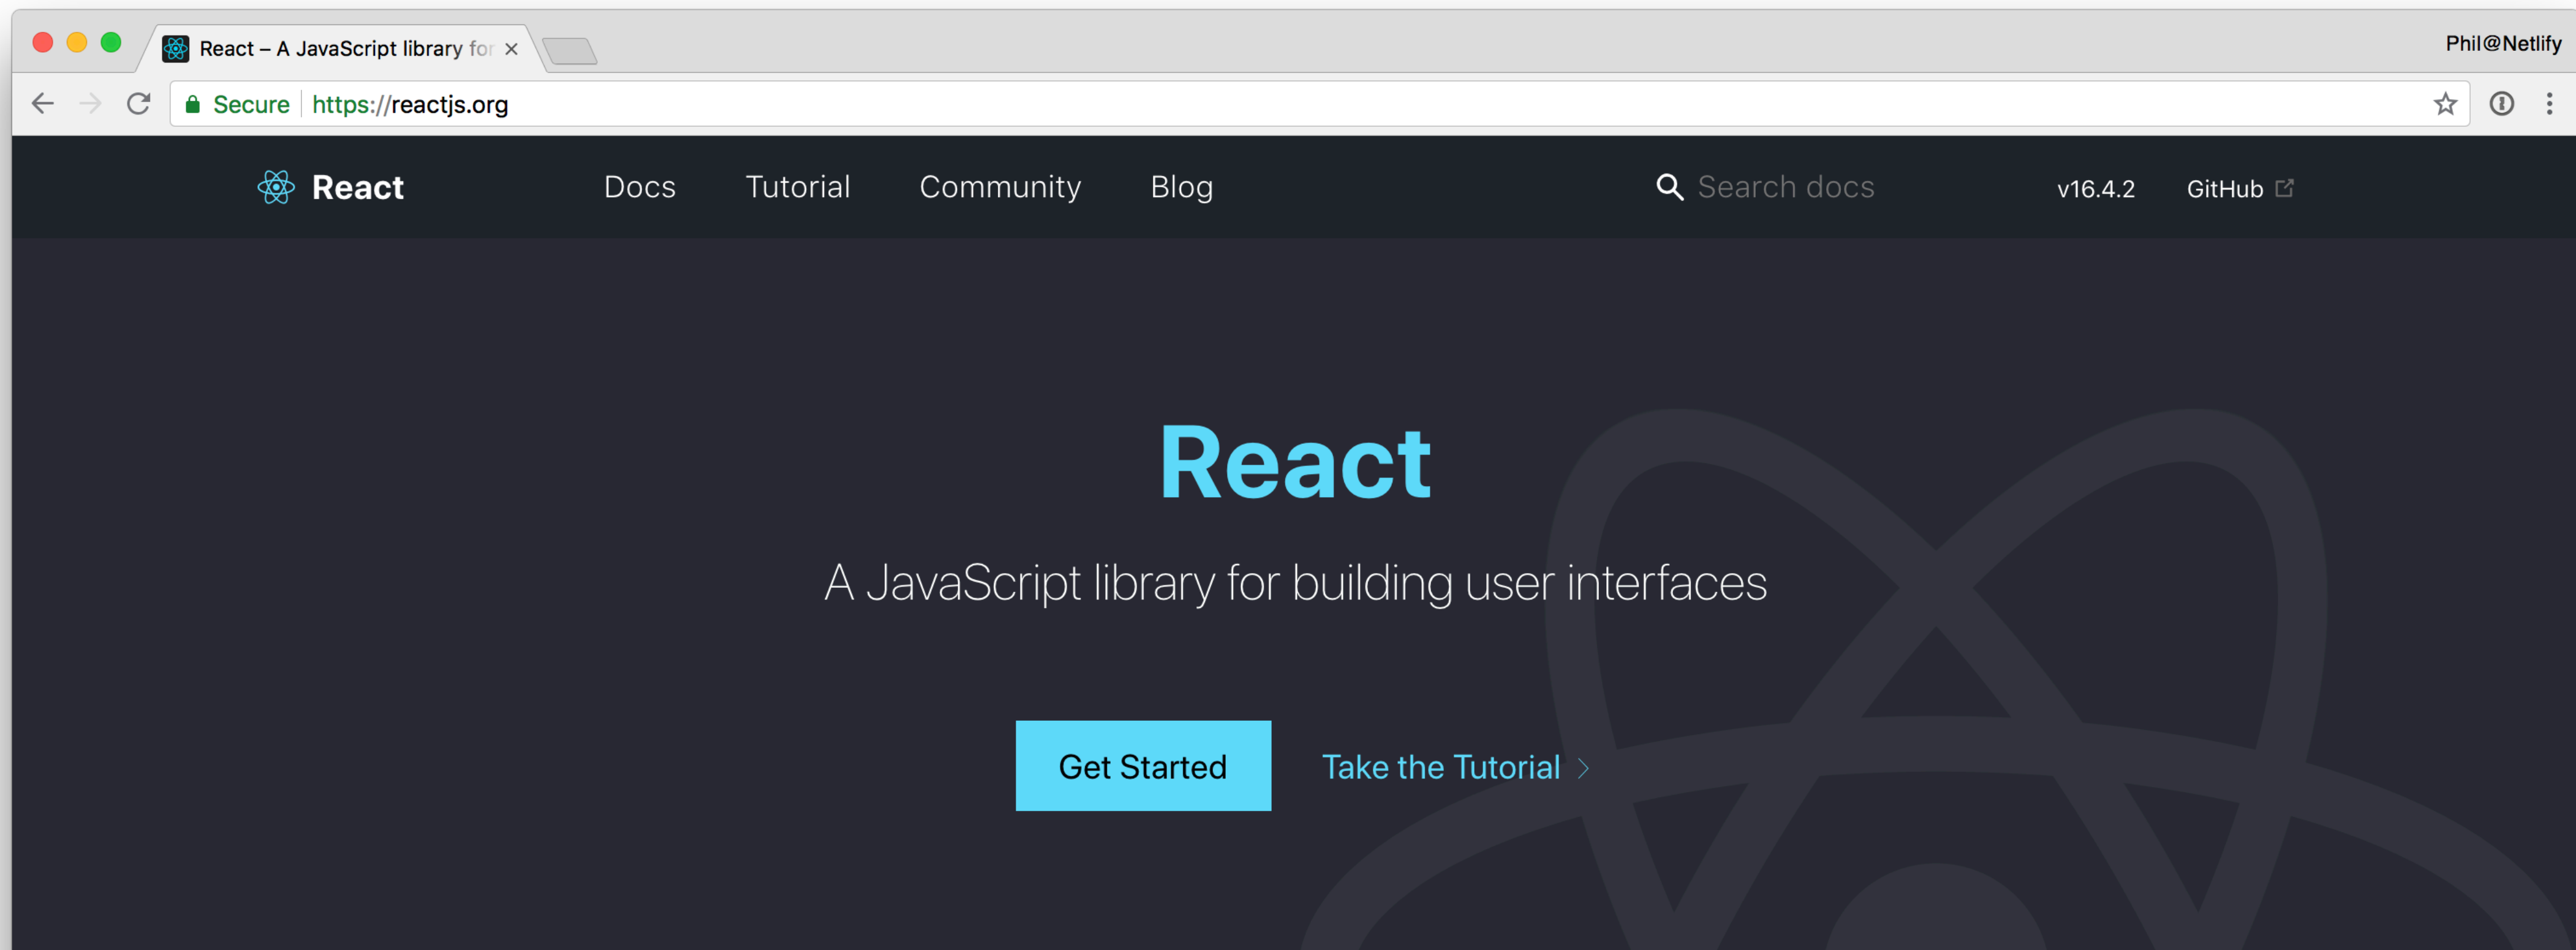 React – A JavaScript library for
Phil@Netlify
Secure https://reactjs.org
React Docs Tutorial Community Blog Search docs v16.4.2 GitHub
React
A JavaScript library for building user interfaces
Get Started Take the Tutorial